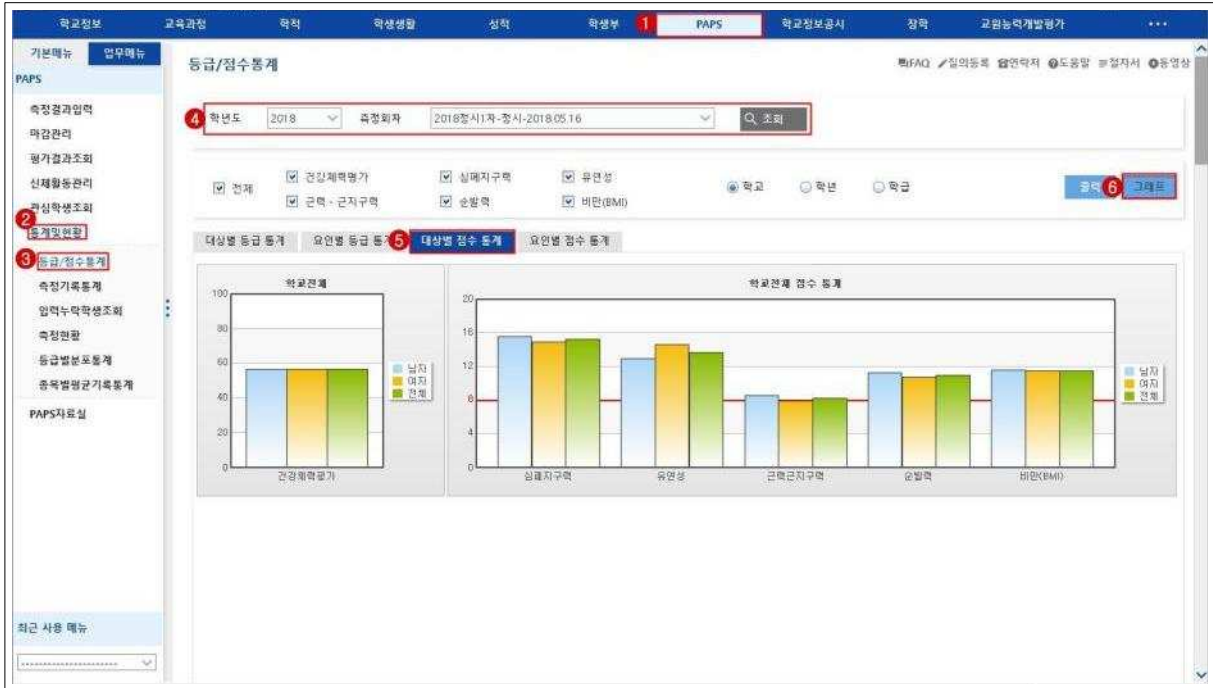 학교정보 교육과정 학적 학생생활 성적 학생부 1 PAPS 학교정보공시 장학 교원능력개발평가 ...
기본메뉴 업무메뉴
PAPS
측정결과입력
마감관리
평가결과조회
신체활동관리
관심학생조회
2 통계및현황
3 등급/점수통계
측정기록통계
입력누락학생조회
측정현황
등급별분포통계
종목별평균기록통계
PAPS자료실
최근 사용 메뉴
----------------------
등급/점수통계
FAQ 질의등록 연락처 도움말 전자서 동영상
4 학년도 2018 측정회차 2018정시1차-정시-2018.05.16 조회
전체 건강체력평가 심폐지구력 유연성 학교 학년 학급 출력 6 그래프
근력 - 근지구력 순발력 비만(BMI)
대상별 등급 통계 요인별 등급 통계 5 대상별 점수 통계 요인별 점수 통계
학교전체
100
80
60
40
20
0
건강체력평가
남자
여자
전체
학교전체 점수 통계
20
16
12
8
4
0
심폐지구력 유연성 근력근지구력 순발력 비만(BMI)
남자
여자
전체